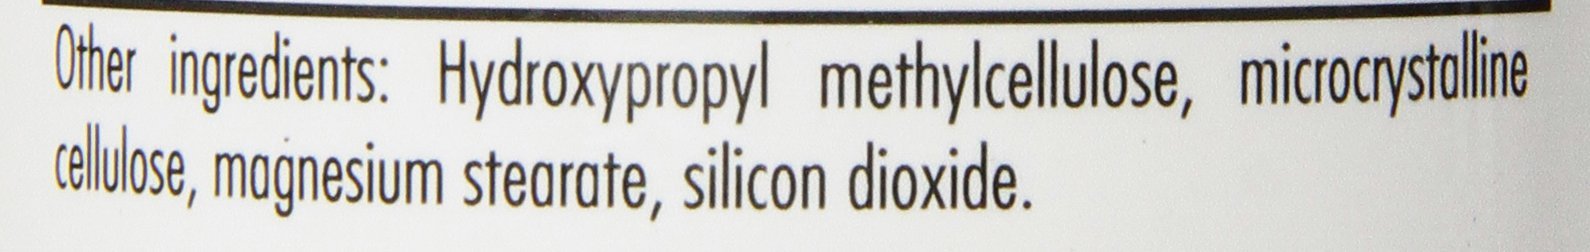 Other ingredients: Hydroxypropyl methylcellulose, microcrystalline
cellulose, magnesium stearate, silicon dioxide.